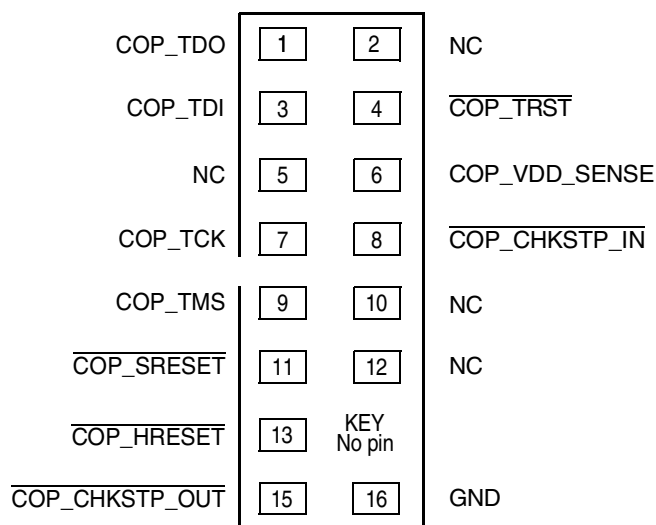 COP_TDO 1 2 NC
COP_TDI 3 4 COP_TRST
NC 5 6 COP_VDD_SENSE
COP_TCK 7 8 COP_CHKSTP_IN
COP_TMS 9 10 NC
COP_SRESET 11 12 NC
COP_HRESET 13 KEY
No pin
COP_CHKSTP_OUT 15 16 GND